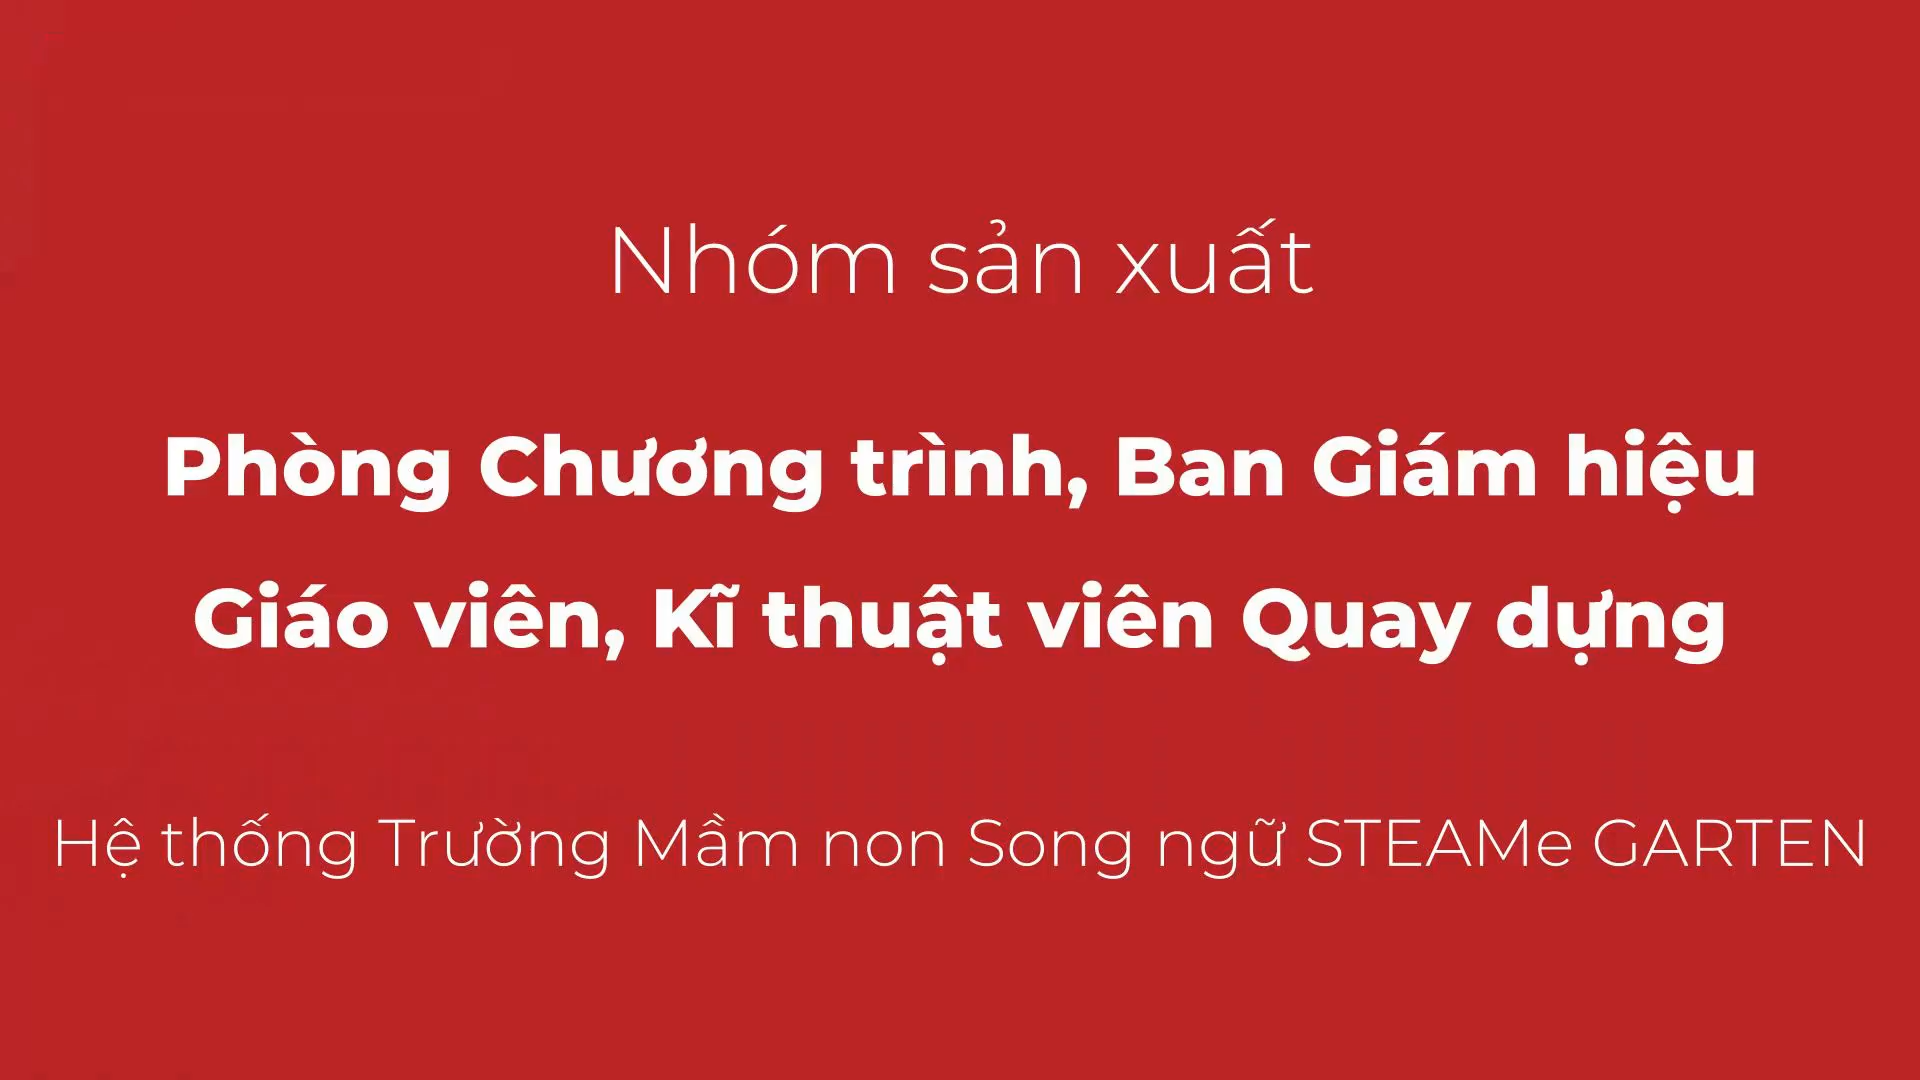 Nhóm sản xuất
Phòng Chương trình, Ban Giám hiệu
Giáo viên, Kĩ thuật viên Quay dựng
Hệ thống Trường Mầm non Song ngữ STEAMe GARTEN